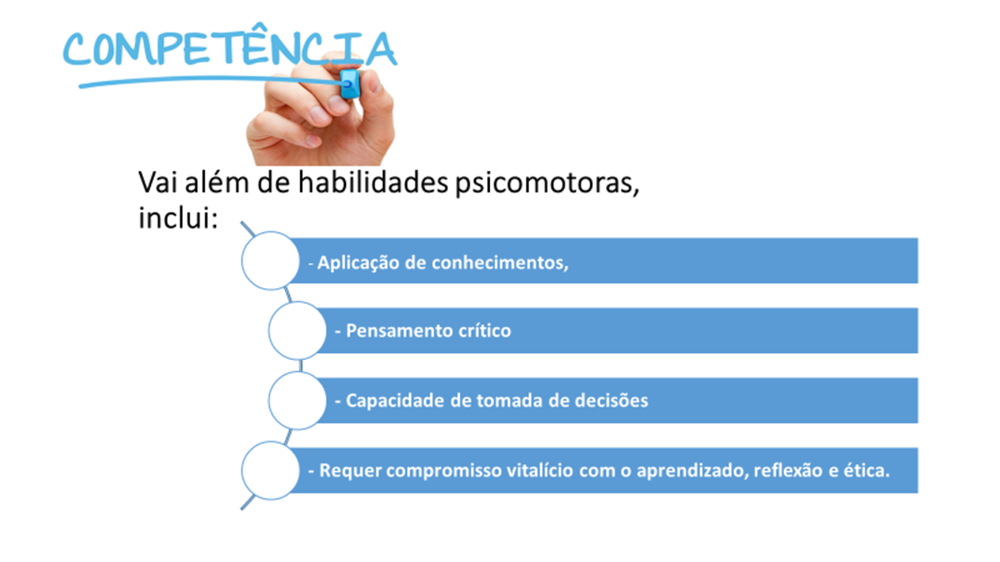 COMPETÊNCIA
Vai além de habilidades psicomotoras,
inclui:
- Aplicação de conhecimentos,
- Pensamento crítico
- Capacidade de tomada de decisões
- Requer compromisso vitalício com o aprendizado, reflexão e ética.